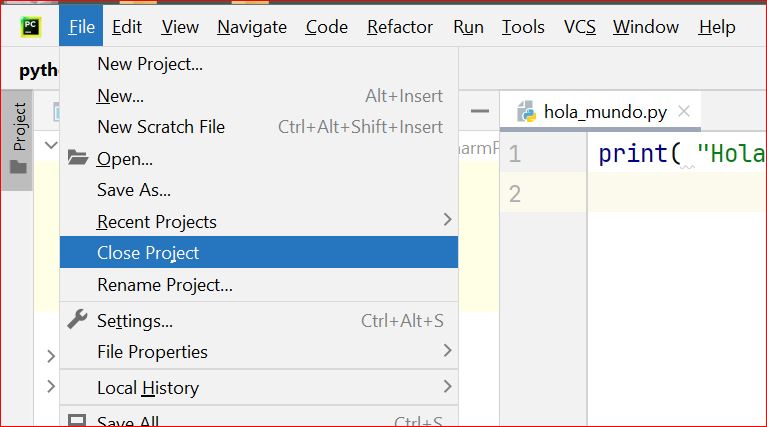 PC
File Edit View Navigate Code Refactor Run Tools VCS Window Help
Project
New Project...
New... Alt+Insert
New Scratch File Ctrl+Alt+Shift+Insert
Open...
Save As...
Recent Projects
Close Project
Rename Project...
Settings... Ctrl+Alt+S
File Properties
Local History
Save All Ctrl+S
hola_mundo.py
1 print( "Hola
2